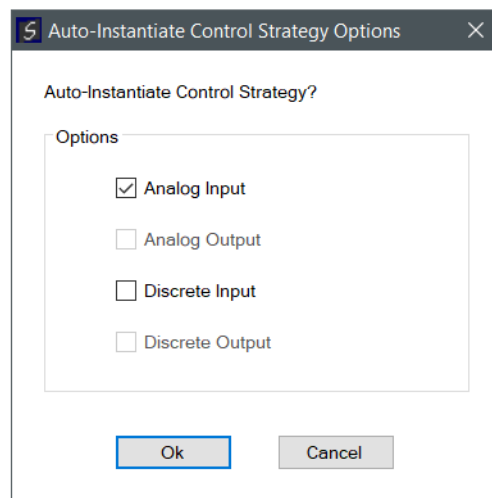 Auto-Instantiate Control Strategy Options
Auto-Instantiate Control Strategy?
Options
Analog Input
Analog Output
Discrete Input
Discrete Output
Ok Cancel